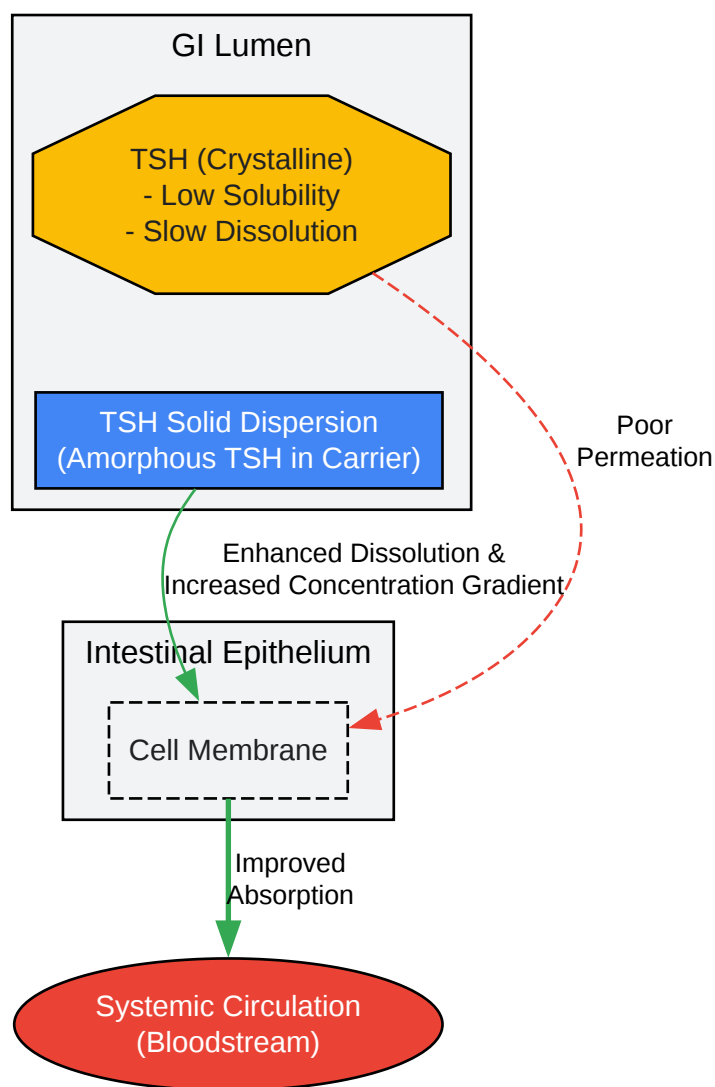 GI Lumen
TSH (Crystalline)
- Low Solubility
- Slow Dissolution
TSH Solid Dispersion
(Amorphous TSH in Carrier)
Poor
Permeation
Enhanced Dissolution &
Increased Concentration Gradient
Intestinal Epithelium
Cell Membrane
Improved
Absorption
Systemic Circulation
(Bloodstream)